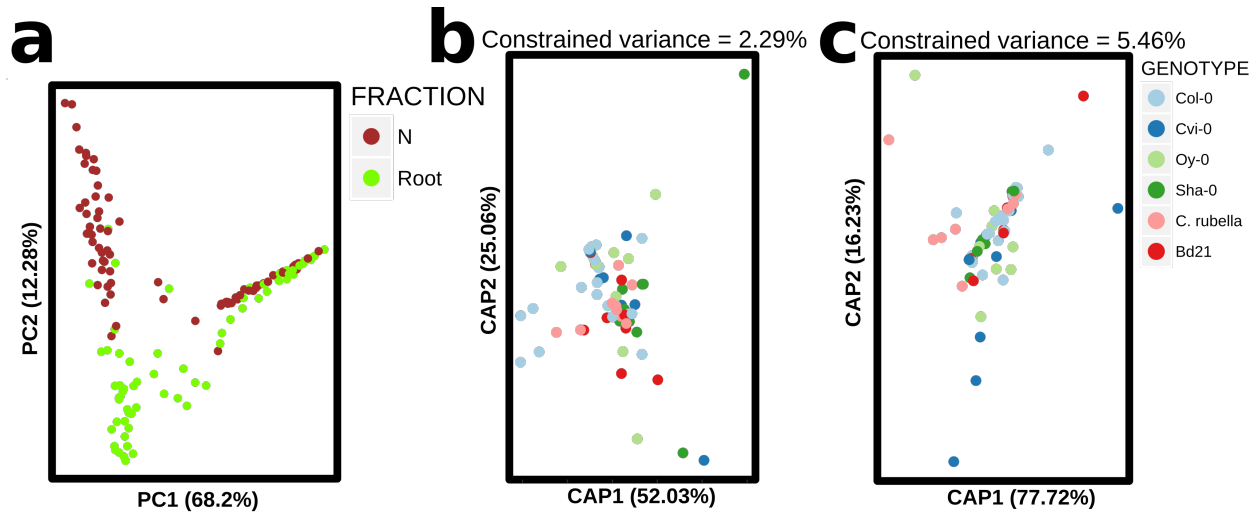 a
FRACTION
N
Root
PC2 (12.28%)
PC1 (68.2%)
b
Constrained variance = 2.29%
CAP2 (25.06%)
CAP1 (52.03%)
c
Constrained variance = 5.46%
CAP2 (16.23%)
CAP1 (77.72%)
GENOTYPE
Col-0
Cvi-0
Oy-0
Sha-0
C. rubella
Bd21